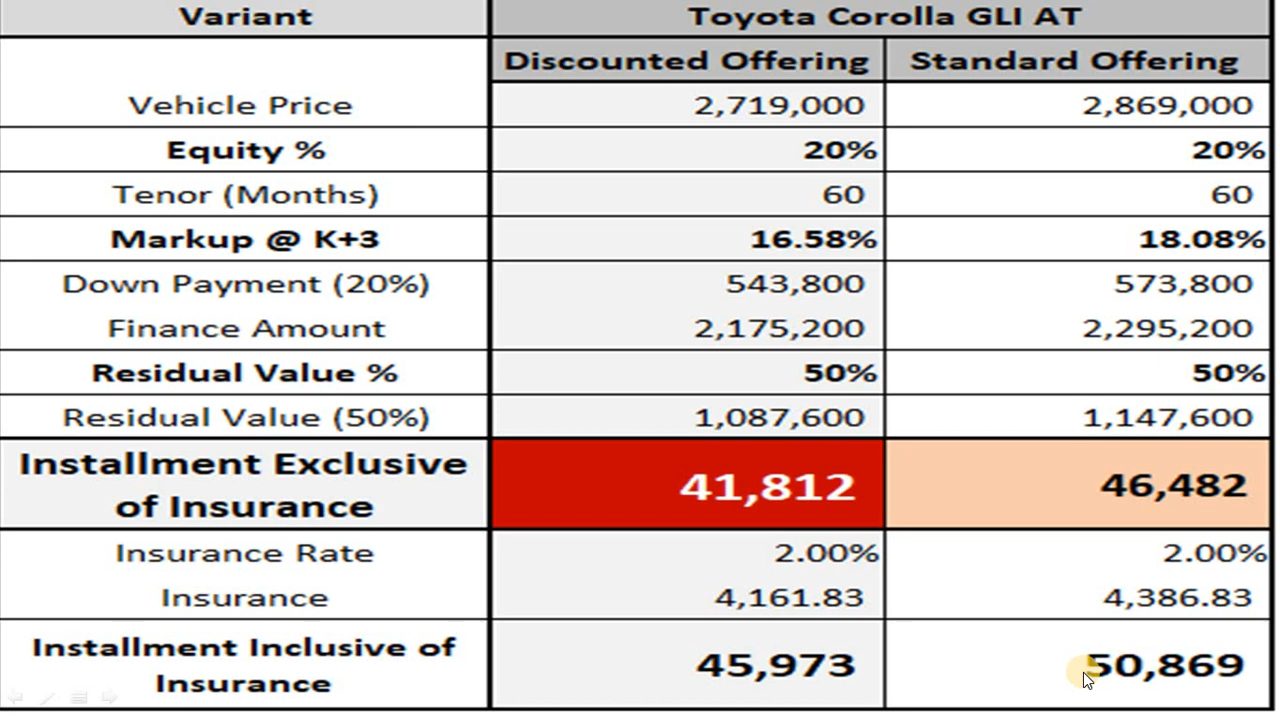 Variant Toyota Corolla GLI AT
Discounted Offering Standard Offering
Vehicle Price 2,719,000 2,869,000
Equity % 20% 20%
Tenor (Months) 60 60
Markup @ K+3 16.58% 18.08%
Down Payment (20%) 543,800 573,800
Finance Amount 2,175,200 2,295,200
Residual Value % 50% 50%
Residual Value (50%) 1,087,600 1,147,600
Installment Exclusive
of Insurance 41,812 46,482
Insurance Rate 2.00% 2.00%
Insurance 4,161.83 4,386.83
Installment Inclusive of
Insurance 45,973 50,869